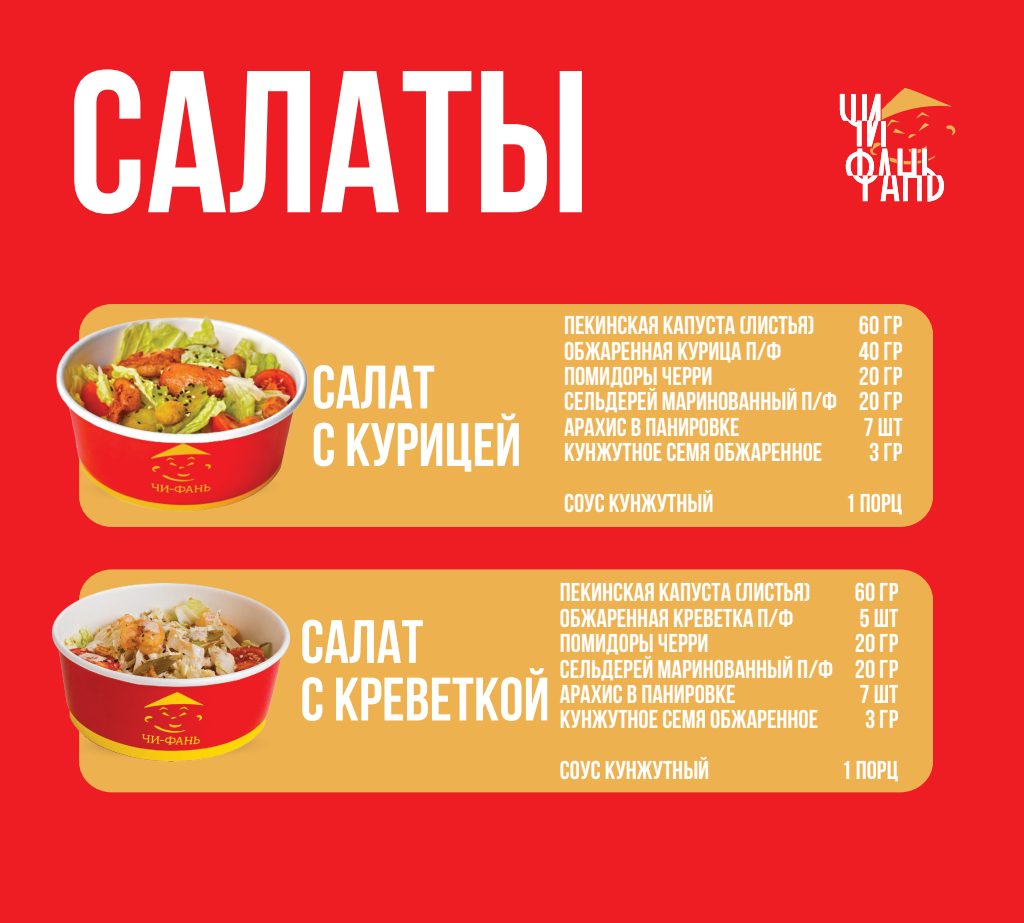 САЛАТЫ
ЧИ
ФАНЬ
САЛАТ
С КУРИЦЕЙ
ПЕКИНСКАЯ КАПУСТА (ЛИСТЬЯ) 60 ГР
ОБЖАРЕННАЯ КУРИЦА П/Ф 40 ГР
ПОМИДОРЫ ЧЕРРИ 20 ГР
СЕЛЬДЕРЕЙ МАРИНОВАННЫЙ П/Ф 20 ГР
АРАХИС В ПАНИРОВКЕ 7 ШТ
КУНЖУТНОЕ СЕМЯ ОБЖАРЕННОЕ 3 ГР
СОУС КУНЖУТНЫЙ 1 ПОРЦ
ЧИ-ФАНЬ
САЛАТ
С КРЕВЕТКОЙ
ПЕКИНСКАЯ КАПУСТА (ЛИСТЬЯ) 60 ГР
ОБЖАРЕННАЯ КРЕВЕТКА П/Ф 5 ШТ
ПОМИДОРЫ ЧЕРРИ 20 ГР
СЕЛЬДЕРЕЙ МАРИНОВАННЫЙ П/Ф 20 ГР
АРАХИС В ПАНИРОВКЕ 7 ШТ
КУНЖУТНОЕ СЕМЯ ОБЖАРЕННОЕ 3 ГР
СОУС КУНЖУТНЫЙ 1 ПОРЦ
ЧИ-ФАНЬ